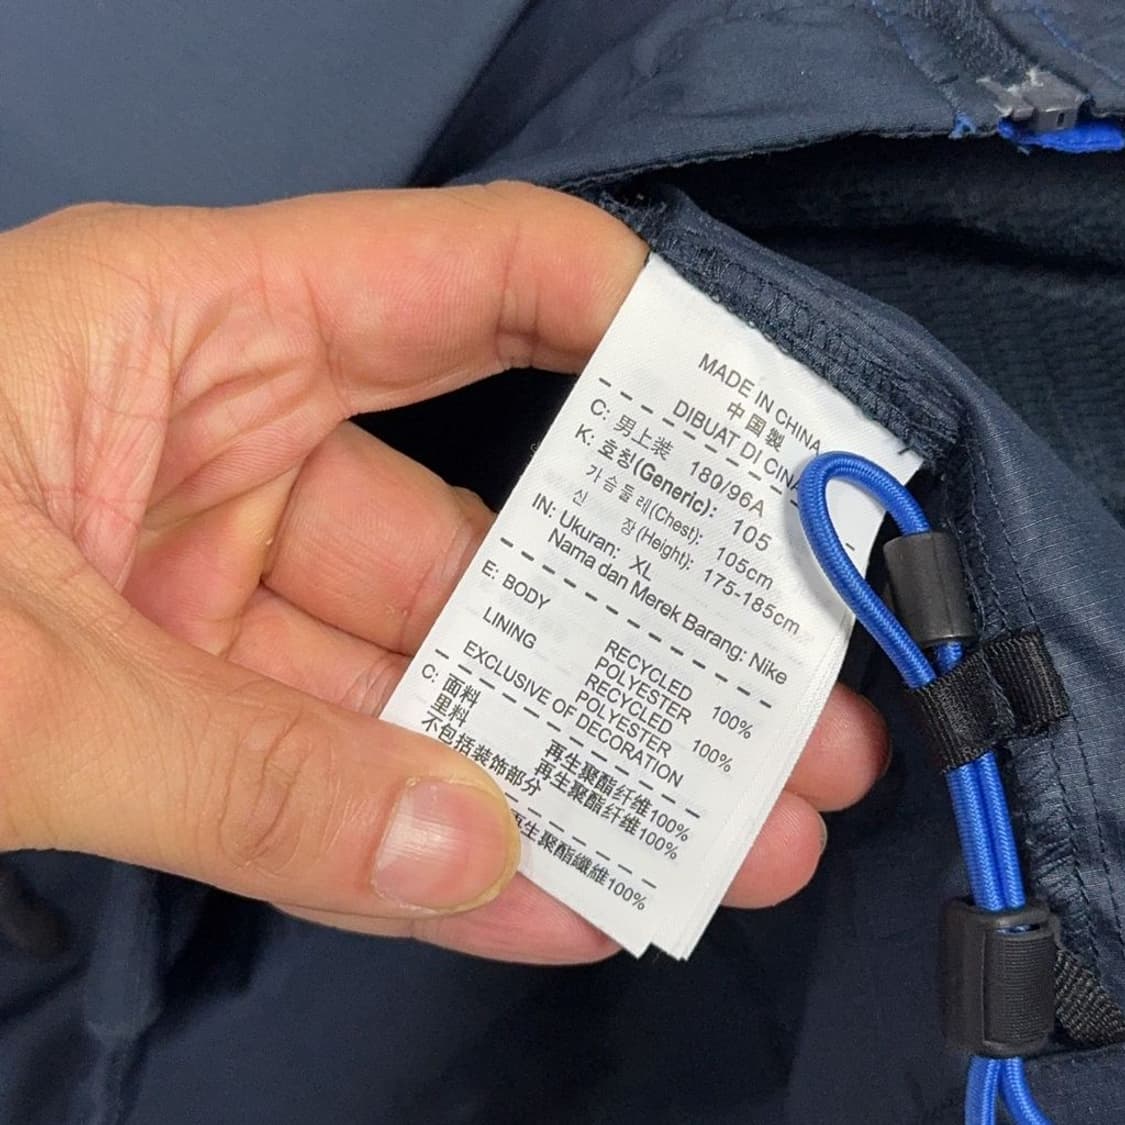 MADE IN CHINA
中国製
DIBUAT DI CINA
C: 男上装 180/96A
K: 호칭(Generic): 105
가슴둘레(Chest): 105cm
신 장(Height): 175-185cm
IN: Ukuran: XL
Nama dan Merek Barang: Nike
E: BODY RECYCLED
POLYESTER 100%
LINING RECYCLED
POLYESTER 100%
EXCLUSIVE OF DECORATION
C: 面料 再生聚酯纤维100%
里料 再生聚酯纤维100%
不包括装饰部分
再生聚酯纖維100%